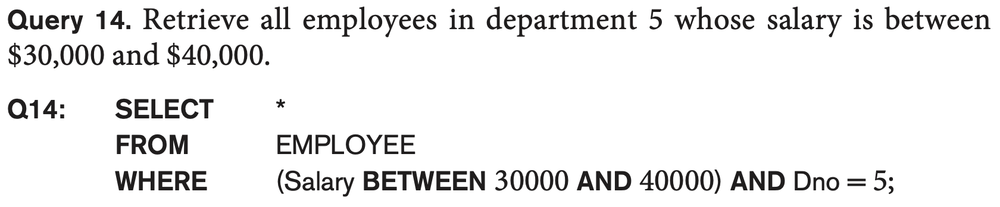 Query 14. Retrieve all employees in department 5 whose salary is between
$30,000 and $40,000.
Q14: SELECT *
FROM EMPLOYEE
WHERE (Salary BETWEEN 30000 AND 40000) AND Dno = 5;